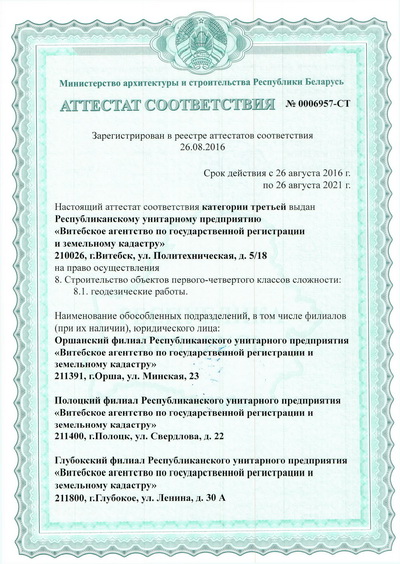 Министерство архитектуры и строительства Республики Беларусь
АТТЕСТАТ СООТВЕТСТВИЯ № 0006957-СТ
Зарегистрирован в реестре аттестатов соответствия
26.08.2016
Срок действия с 26 августа 2016 г.
по 26 августа 2021 г.
Настоящий аттестат соответствия категории третьей выдан
Республиканскому унитарному предприятию
«Витебское агентство по государственной регистрации
и земельному кадастру»
210026, г.Витебск, ул. Политехническая, д. 5/18
на право осуществления
8. Строительство объектов первого-четвертого классов сложности:
8.1. геодезические работы.
Наименование обособленных подразделений, в том числе филиалов
(при их наличии), юридического лица:
Оршанский филиал Республиканского унитарного предприятия
«Витебское агентство по государственной регистрации и
земельному кадастру»
211391, г.Орша, ул. Минская, 23
Полоцкий филиал Республиканского унитарного предприятия
«Витебское агентство по государственной регистрации и
земельному кадастру»
211400, г.Полоцк, ул. Свердлова, д. 22
Глубокский филиал Республиканского унитарного предприятия
«Витебское агентство по государственной регистрации и
земельному кадастру»
211800, г.Глубокое, ул. Ленина, д. 30 А